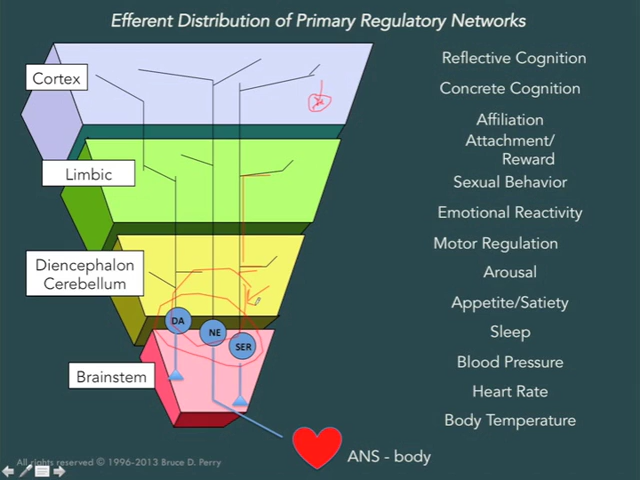 Efferent Distribution of Primary Regulatory Networks
Cortex
Limbic
Diencephalon
Cerebellum
Brainstem
DA
NE
SER
ANS - body
Reflective Cognition
Concrete Cognition
Affiliation
Attachment/
Reward
Sexual Behavior
Emotional Reactivity
Motor Regulation
Arousal
Appetite/Satiety
Sleep
Blood Pressure
Heart Rate
Body Temperature
All rights reserved © 1996-2013 Bruce D. Perry